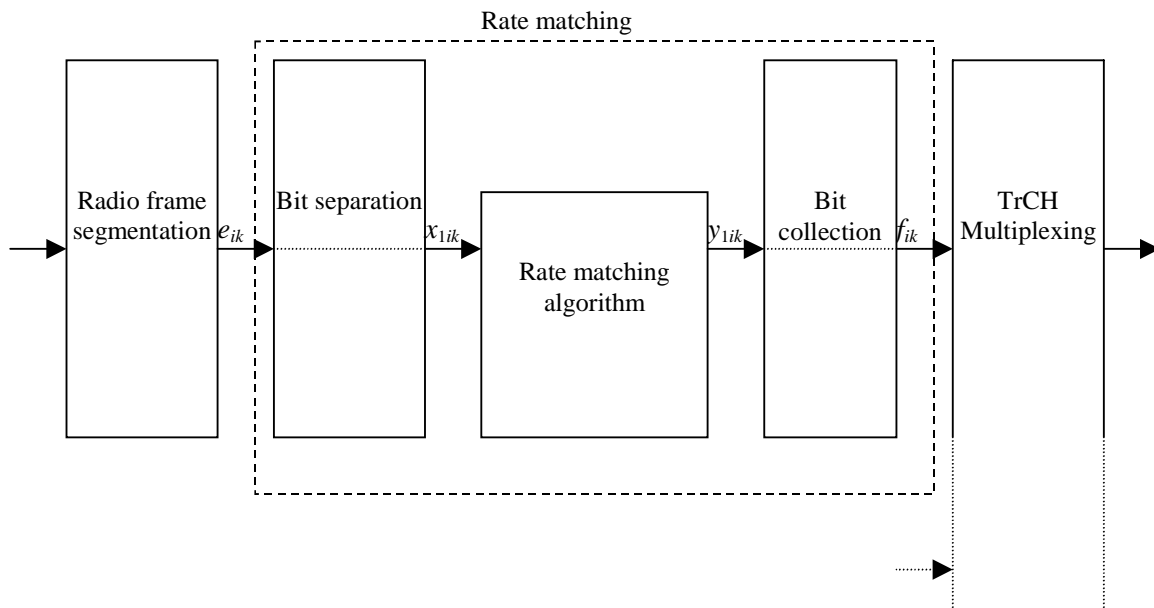 Rate matching
Radio frame
segmentation
e_ik
Bit separation
x_1ik
Rate matching
algorithm
y_1ik
Bit
collection
f_ik
TrCH
Multiplexing